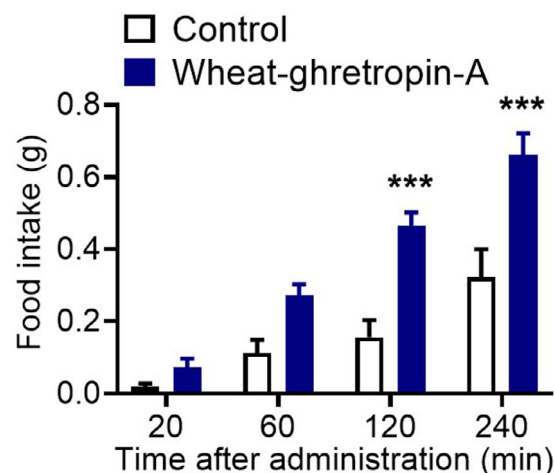 Control
Wheat-ghretropin-A
Food intake (g)
0.8
0.6
0.4
0.2
0.0
***
***
20 60 120 240
Time after administration (min)